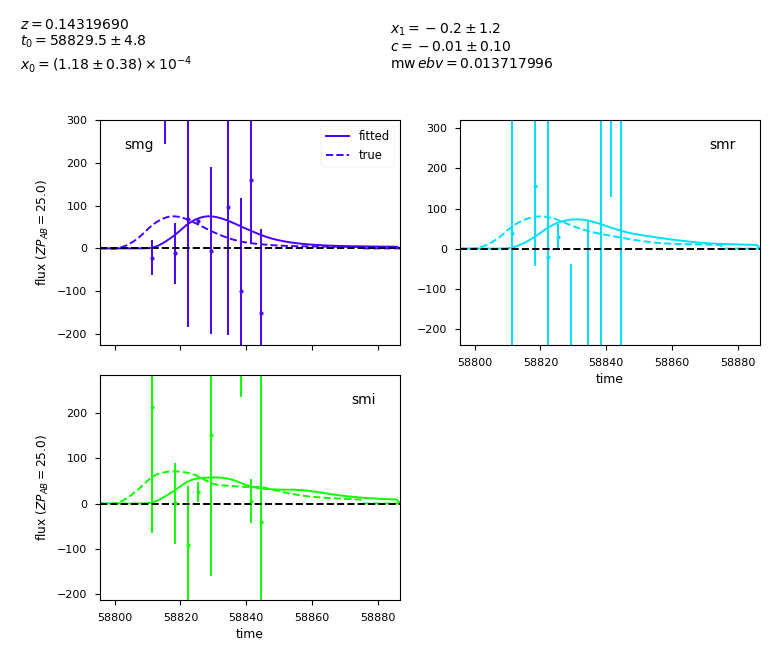 z = 0.14319690
t₀ = 58829.5 ± 4.8
x₀ = (1.18 ± 0.38) × 10⁻⁴
x₁ = −0.2 ± 1.2
c = −0.01 ± 0.10
mw ebv = 0.013717996
smg
fitted
true
300
200
100
0
−100
−200
flux (ZP_AB = 25.0)
smr
300
200
100
0
−100
−200
58800 58820 58840 58860 58880
time
smi
200
100
0
−100
−200
flux (ZP_AB = 25.0)
58800 58820 58840 58860 58880
time